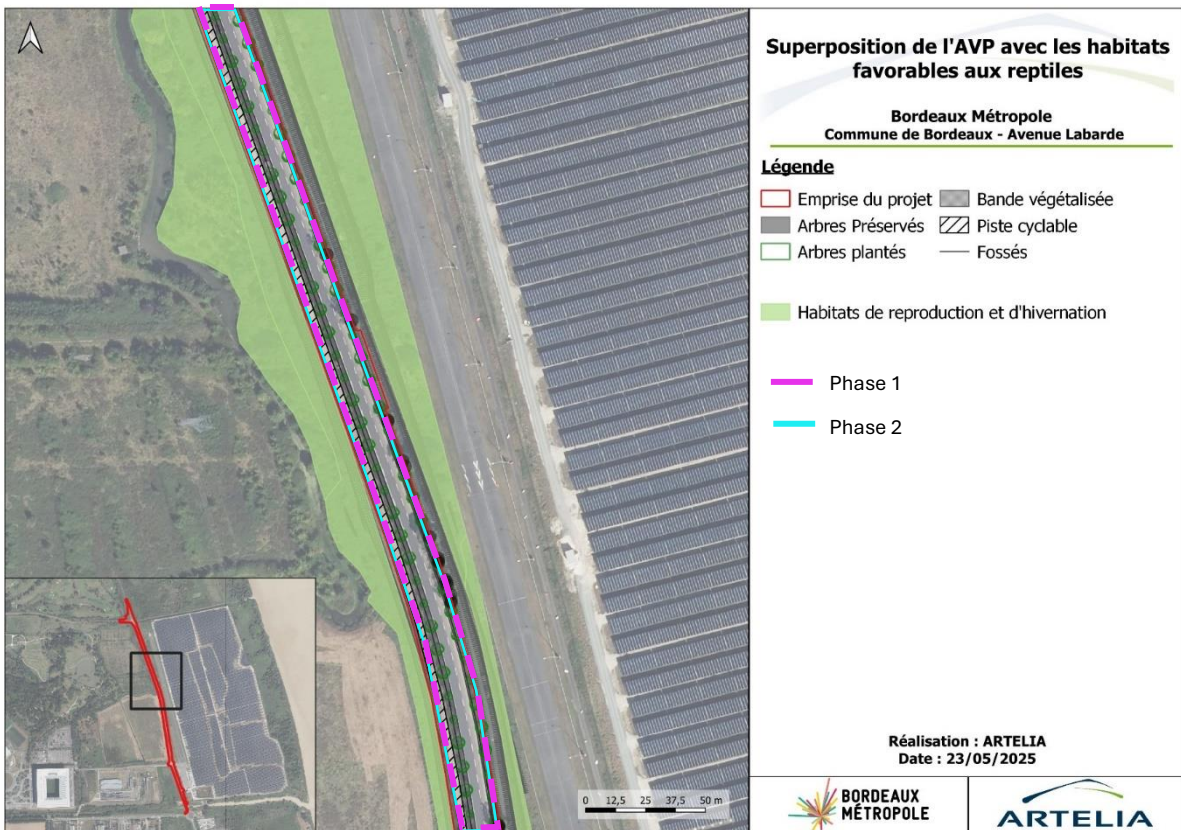 Superposition de l'AVP avec les habitats
favorables aux reptiles
Bordeaux Métropole
Commune de Bordeaux - Avenue Labarde
Légende
Emprise du projet
Bande végétalisée
Arbres Préservés
Piste cyclable
Arbres plantés
Fossés
Habitats de reproduction et d'hivernation
Phase 1
Phase 2
0 12,5 25 37,5 50 m
Réalisation : ARTELIA
Date : 23/05/2025
BORDEAUX
MÉTROPOLE
ARTELIA